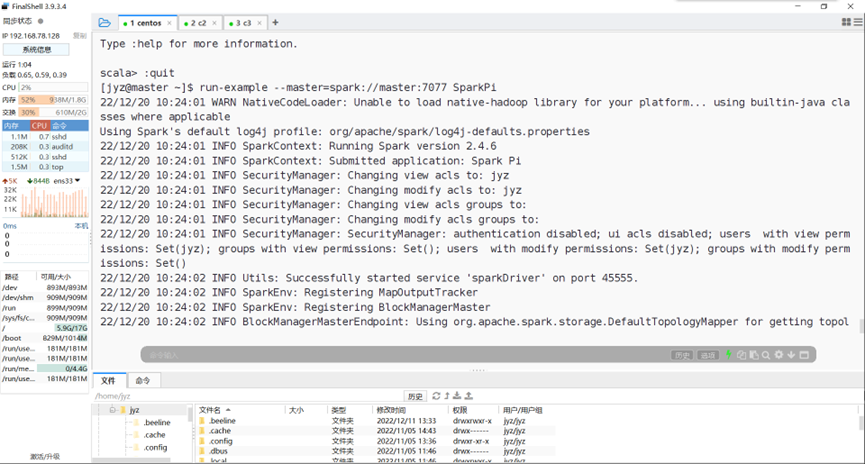 FinalShell 3.9.3.4
同步状态
IP 192.168.78.128 复制
系统信息
运行 1:04
负载 0.65, 0.59, 0.39
CPU 2%
内存 52% 938M/1.8G
交换 30% 610M/2G
内存 CPU 命令
1.1M 0.7 sshd
208K 0.3 auditd
512K 0.3 sshd
1.5M 0.3 top
5K 844B ens33
32K
22K
11K
0ms 本机
0
0
0
路径 可用/大小
/dev 893M/893M
/dev/shm 909M/909M
/run 899M/909M
/sys/fs/c... 909M/909M
/ 5.9G/17G
/boot 829M/1014M
/run/use... 181M/181M
/run/use... 181M/181M
/run/me... 0/4.4G
/run/use... 181M/181M
激活/升级
1 centos × 2 c2 × 3 c3 × +
Type :help for more information.
scala> :quit
[jyz@master ~]$ run-example --master=spark://master:7077 SparkPi
22/12/20 10:24:01 WARN NativeCodeLoader: Unable to load native-hadoop library for your platform... using builtin-java cla
sses where applicable
Using Spark's default log4j profile: org/apache/spark/log4j-defaults.properties
22/12/20 10:24:01 INFO SparkContext: Running Spark version 2.4.6
22/12/20 10:24:01 INFO SparkContext: Submitted application: Spark Pi
22/12/20 10:24:01 INFO SecurityManager: Changing view acls to: jyz
22/12/20 10:24:01 INFO SecurityManager: Changing modify acls to: jyz
22/12/20 10:24:01 INFO SecurityManager: Changing view acls groups to:
22/12/20 10:24:01 INFO SecurityManager: Changing modify acls groups to:
22/12/20 10:24:01 INFO SecurityManager: SecurityManager: authentication disabled; ui acls disabled; users  with view perm
issions: Set(jyz); groups with view permissions: Set(); users  with modify permissions: Set(jyz); groups with modify perm
issions: Set()
22/12/20 10:24:02 INFO Utils: Successfully started service 'sparkDriver' on port 45555.
22/12/20 10:24:02 INFO SparkEnv: Registering MapOutputTracker
22/12/20 10:24:02 INFO SparkEnv: Registering BlockManagerMaster
22/12/20 10:24:02 INFO BlockManagerMasterEndpoint: Using org.apache.spark.storage.DefaultTopologyMapper for getting topol
命令输入 历史 选项
文件 命令
/home/jyz 历史
jyz
.beeline
.cache
.config
文件名 大小 类型 修改时间 权限 用户/用户组
.beeline 文件夹 2022/12/11 13:33 drwxrwxr-x jyz/jyz
.cache 文件夹 2022/11/05 14:43 drwx------ jyz/jyz
.config 文件夹 2022/11/05 13:36 drwxr-xr-x jyz/jyz
.dbus 文件夹 2022/11/05 11:46 drwx------ jyz/jyz
.local 文件夹 2022/11/05 11:46 drwxr-xr-x jyz/jyz